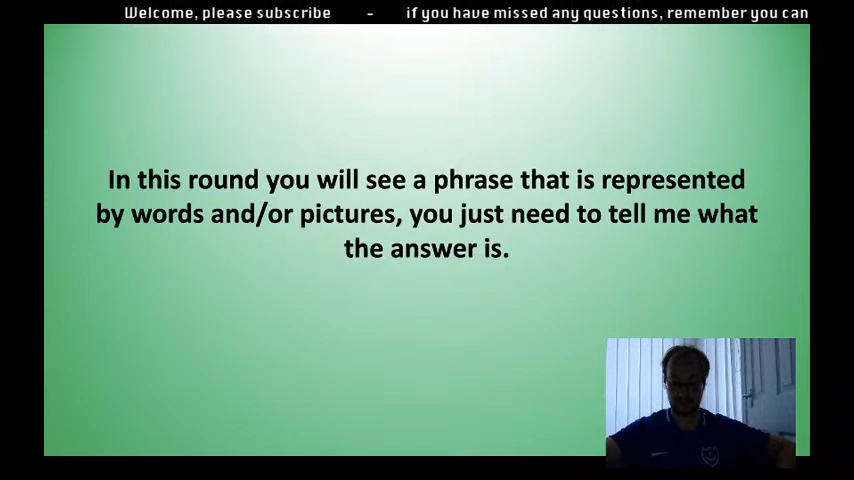 Welcome, please subscribe - if you have missed any questions, remember you can
In this round you will see a phrase that is represented
by words and/or pictures, you just need to tell me what
the answer is.